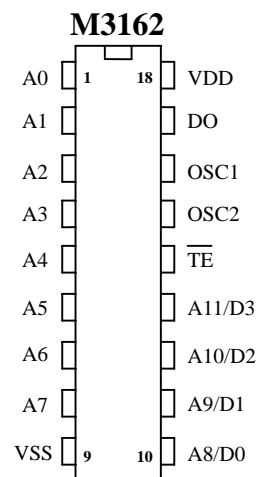 M3162
A0 1 18 VDD
A1 DO
A2 OSC1
A3 OSC2
A4 T̅E̅
A5 A11/D3
A6 A10/D2
A7 A9/D1
VSS 9 10 A8/D0